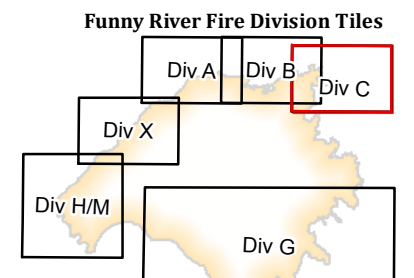 Funny River Fire Division Tiles
Div A
Div B
Div C
Div X
Div H/M
Div G